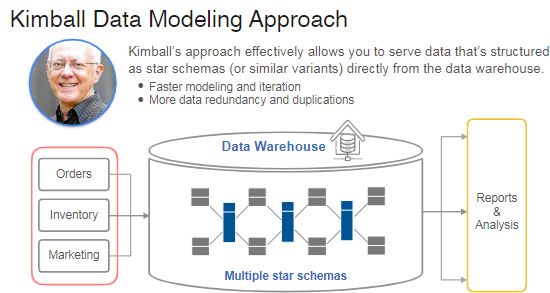 Kimball Data Modeling Approach
Kimball's approach effectively allows you to serve data that's structured
as star schemas (or similar variants) directly from the data warehouse.
• Faster modeling and iteration
• More data redundancy and duplications
Data Warehouse
Orders
Inventory
Marketing
Reports
&
Analysis
Multiple star schemas